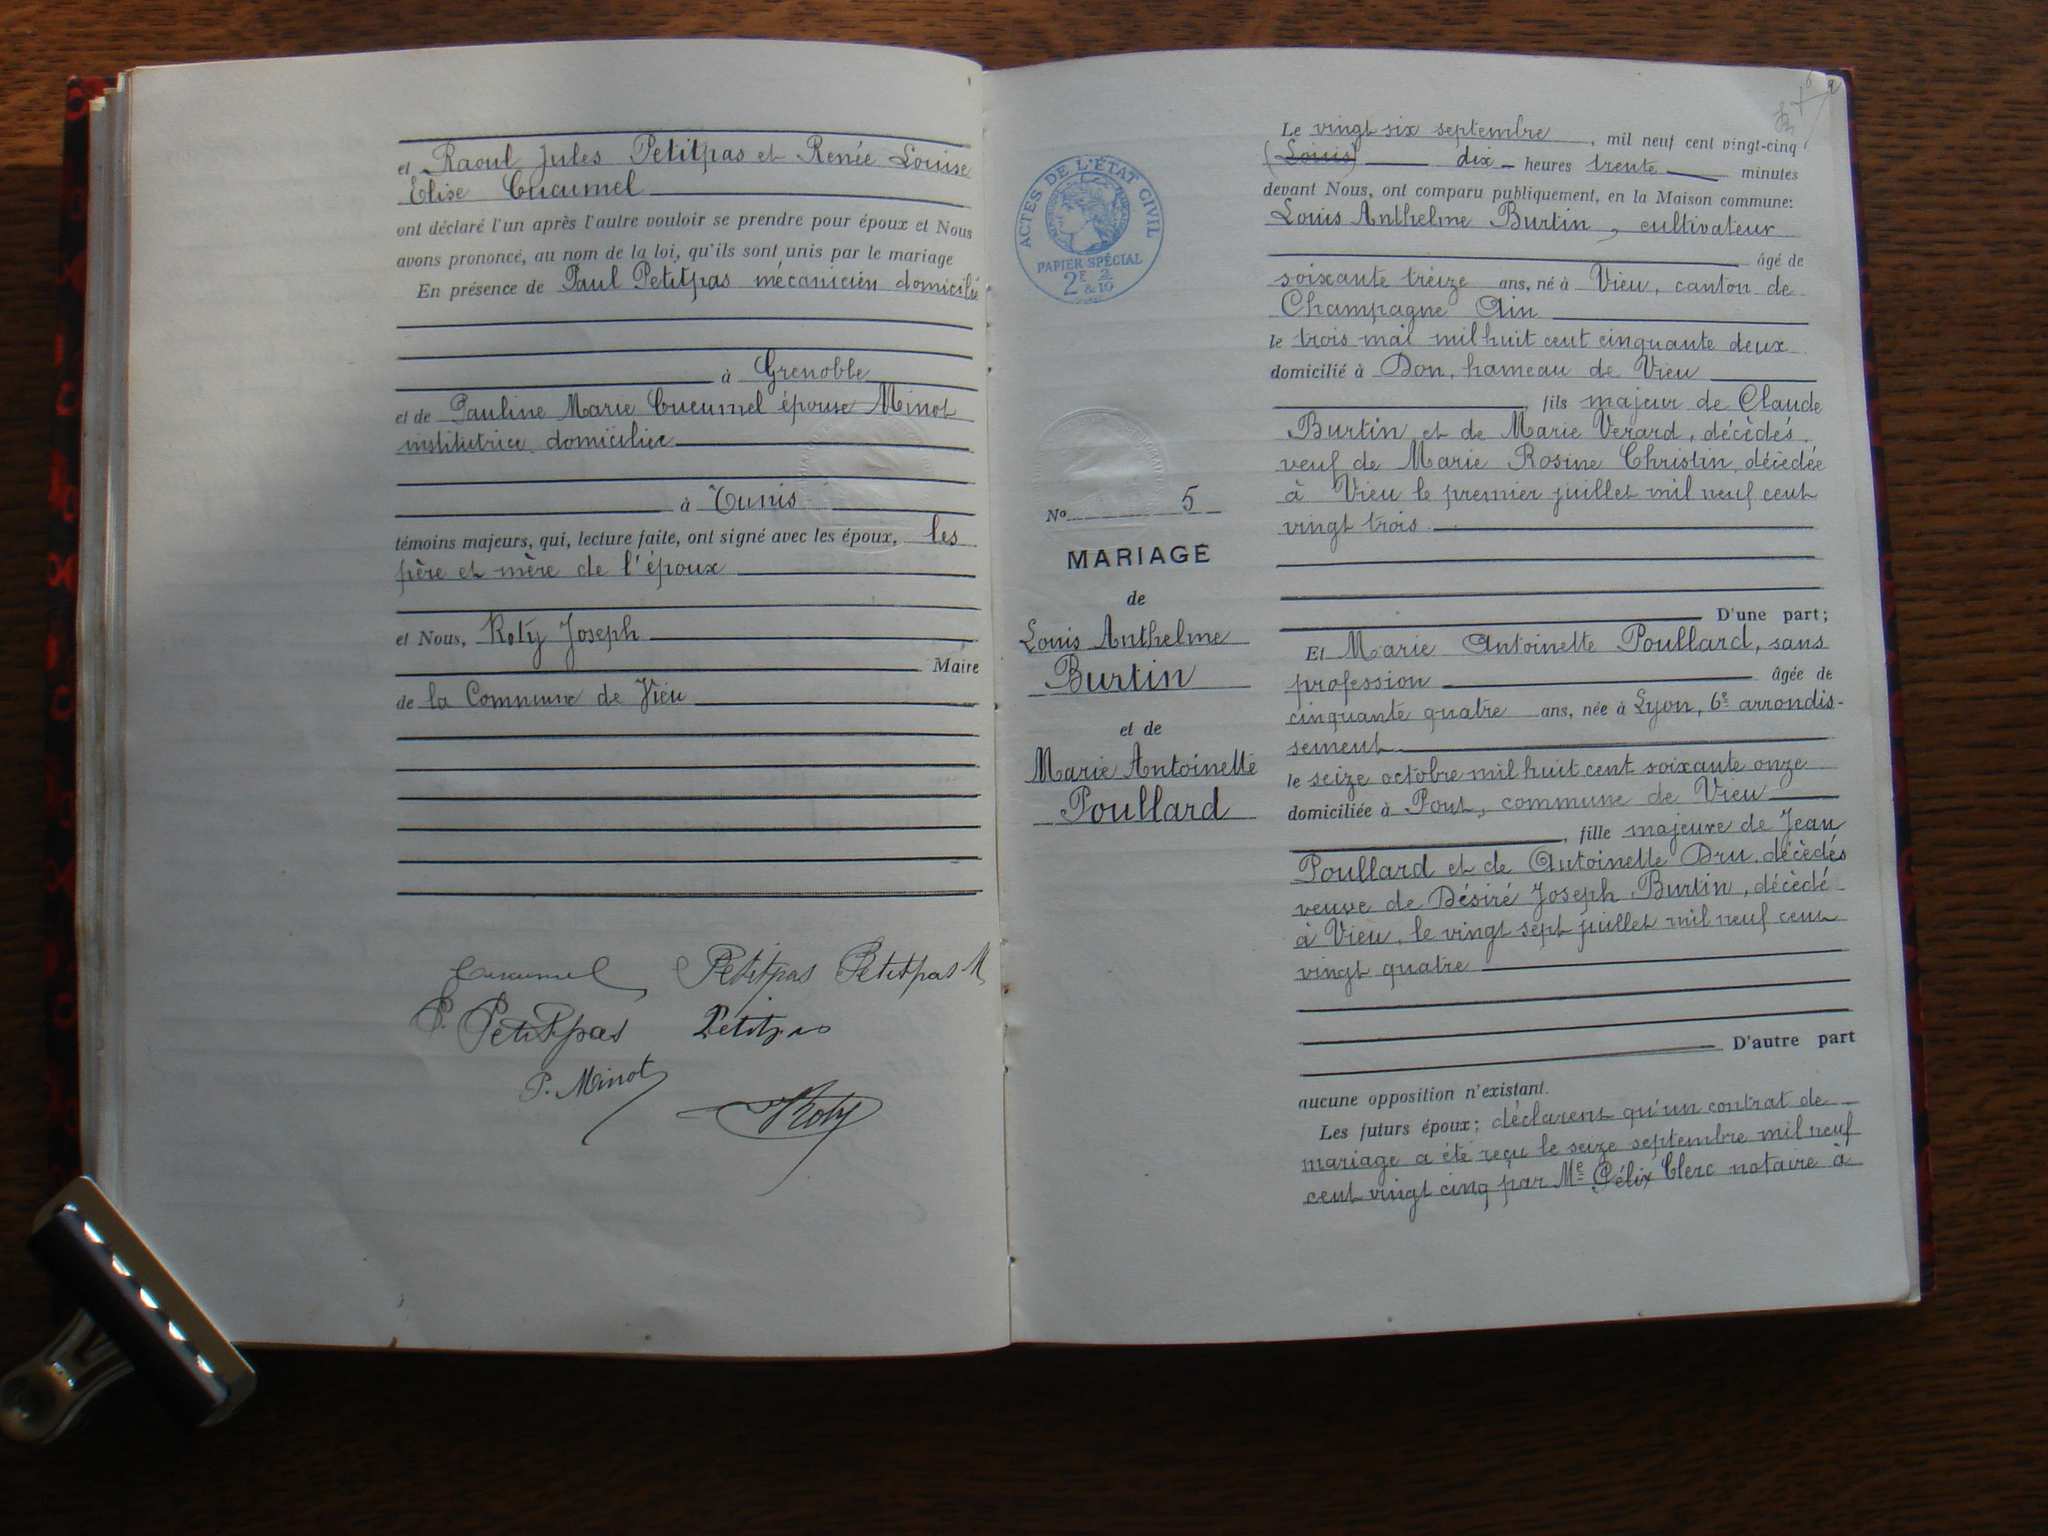 et Raoul Jules Petitpas et Renée Louise
Elise Cucumel
ont déclaré l'un après l'autre vouloir se prendre pour époux et Nous
avons prononcé, au nom de la loi, qu'ils sont unis par le mariage
En présence de Paul Petitpas mécanicien domicilié
à Grenoble
et de Pauline Marie Cucumel épouse Minot
institutrice domiciliée
à Tunis
témoins majeurs, qui, lecture faite, ont signé avec les époux, les
père et mère de l'époux
et Nous, Roty Joseph
Maire
de la Commune de Vieu
Cucumel Petitpas Petitpas M
P. Petitpas Petitpas
P. Minot
Roty
ACTES DE L'ÉTAT CIVIL
PAPIER SPÉCIAL
2F 2
& 10
No 5
MARIAGE
de
Louis Anthelme
Burtin
et de
Marie Antoinette
Poullard
Le vingt six septembre, mil neuf cent vingt-cinq
(Louis) dix heures trente minutes
devant Nous, ont comparu publiquement, en la Maison commune:
Louis Anthelme Burtin, cultivateur
âgé de
soixante treize ans, né à Vieu, canton de
Champagne Ain
le trois mai mil huit cent cinquante deux
domicilié à Don, hameau de Vieu
, fils majeur de Claude
Burtin et de Marie Verard, décédés,
veuf de Marie Rosine Christin, décédée
à Vieu le premier juillet mil neuf cent
vingt trois.
D'une part;
Et Marie Antoinette Poullard, sans
profession âgée de
cinquante quatre ans, née à Lyon, 6e arrondis-
sement
le seize octobre mil huit cent soixante onze
domiciliée à Pont, commune de Vieu
, fille majeure de Jean
Poullard et de Antoinette Dru, décédés
veuve de Désiré Joseph Burtin, décédé
à Vieu, le vingt sept juillet mil neuf cent
vingt quatre
D'autre part
aucune opposition n'existant.
Les futurs époux; déclarent qu'un contrat de
mariage a été reçu le seize septembre mil neuf
cent vingt cinq par Me Félix Clerc notaire à